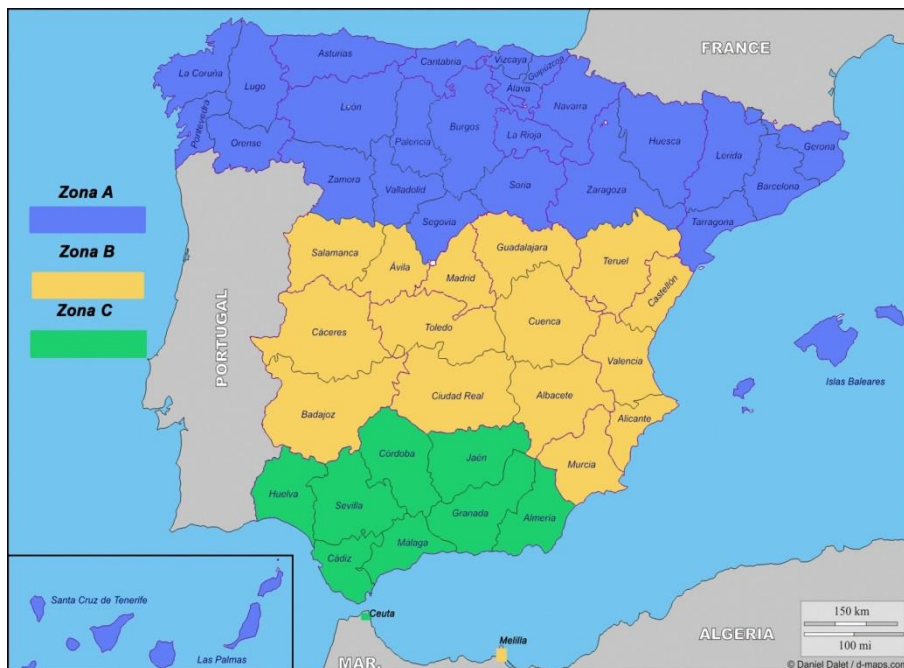 FRANCE
La Coruña
Lugo
Asturias
Cantabria
Vizcaya
Guipúzcoa
Álava
Navarra
Pontevedra
Orense
León
Palencia
Burgos
La Rioja
Huesca
Lerida
Gerona
Barcelona
Zamora
Valladolid
Soria
Zaragoza
Tarragona
Segovia
Zona A
Zona B
Zona C
PORTUGAL
Salamanca
Ávila
Madrid
Guadalajara
Teruel
Castellón
Cáceres
Toledo
Cuenca
Valencia
Islas Baleares
Badajoz
Ciudad Real
Albacete
Alicante
Murcia
Huelva
Sevilla
Córdoba
Jaén
Granada
Almería
Málaga
Cádiz
Ceuta
Melilla
Santa Cruz de Tenerife
Las Palmas
MAR.
ALGERIA
150 km
100 mi
© Daniel Dalet / d-maps.com